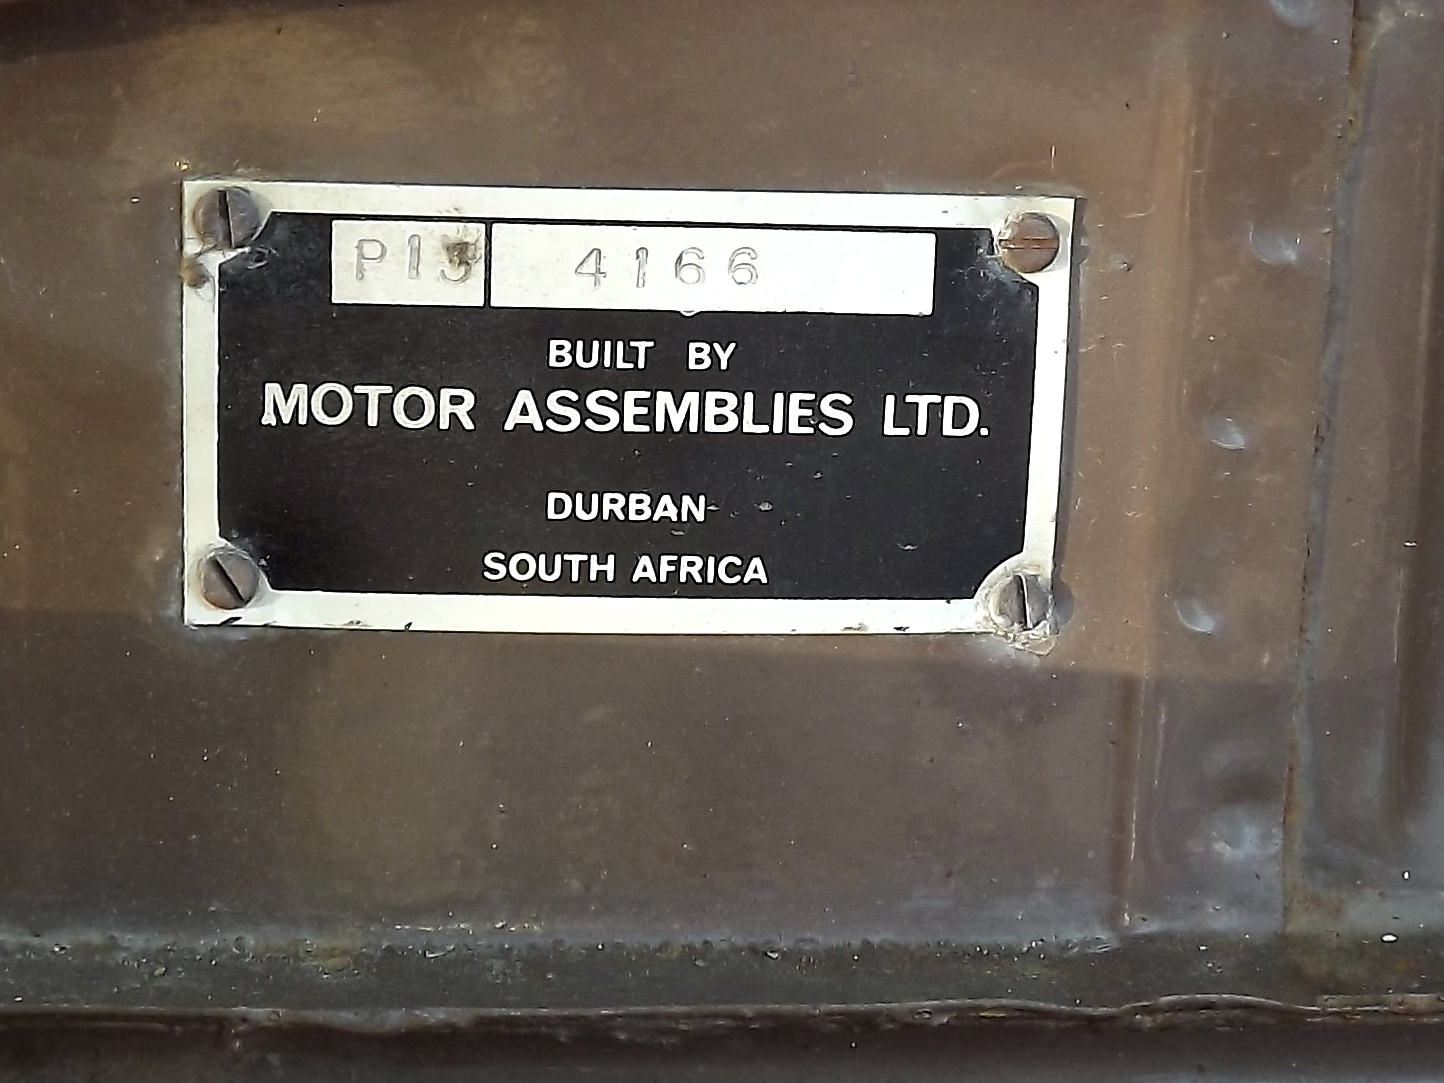 P13 4166
BUILT BY
MOTOR ASSEMBLIES LTD.
DURBAN
SOUTH AFRICA